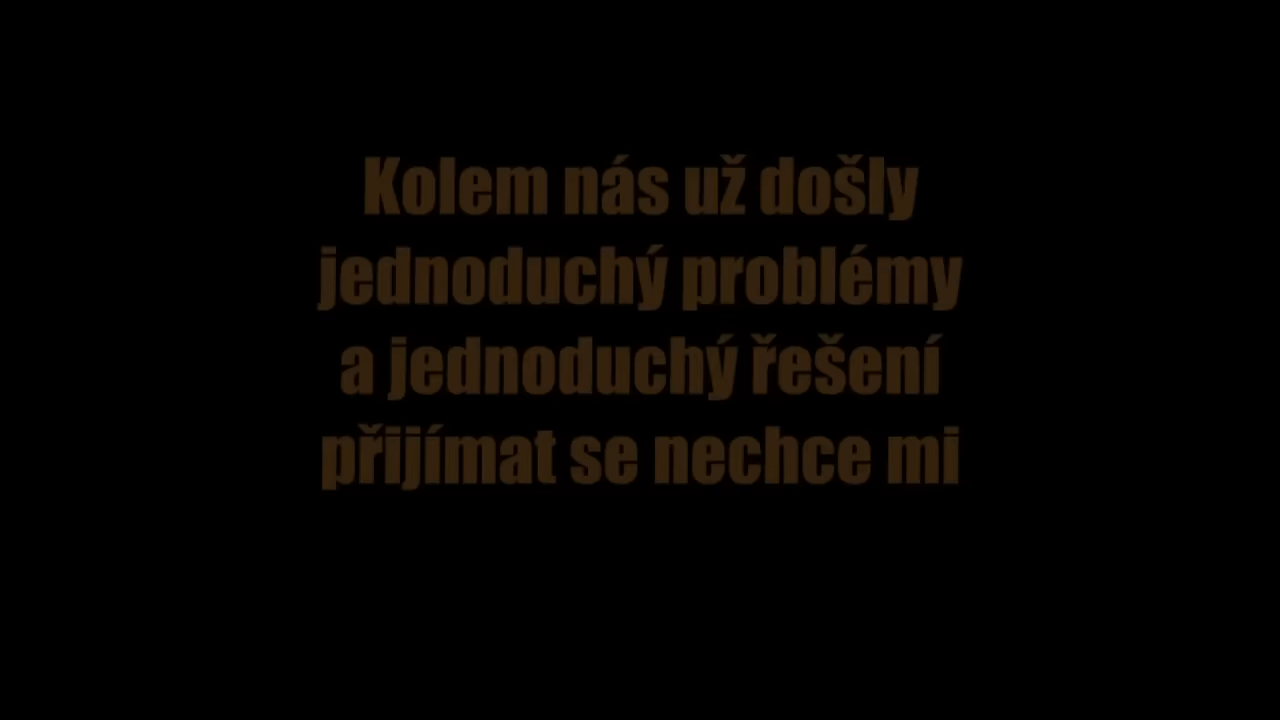 Kolem nás už došly
jednoduchý problémy
a jednoduchý řešení
přijímat se nechce mi